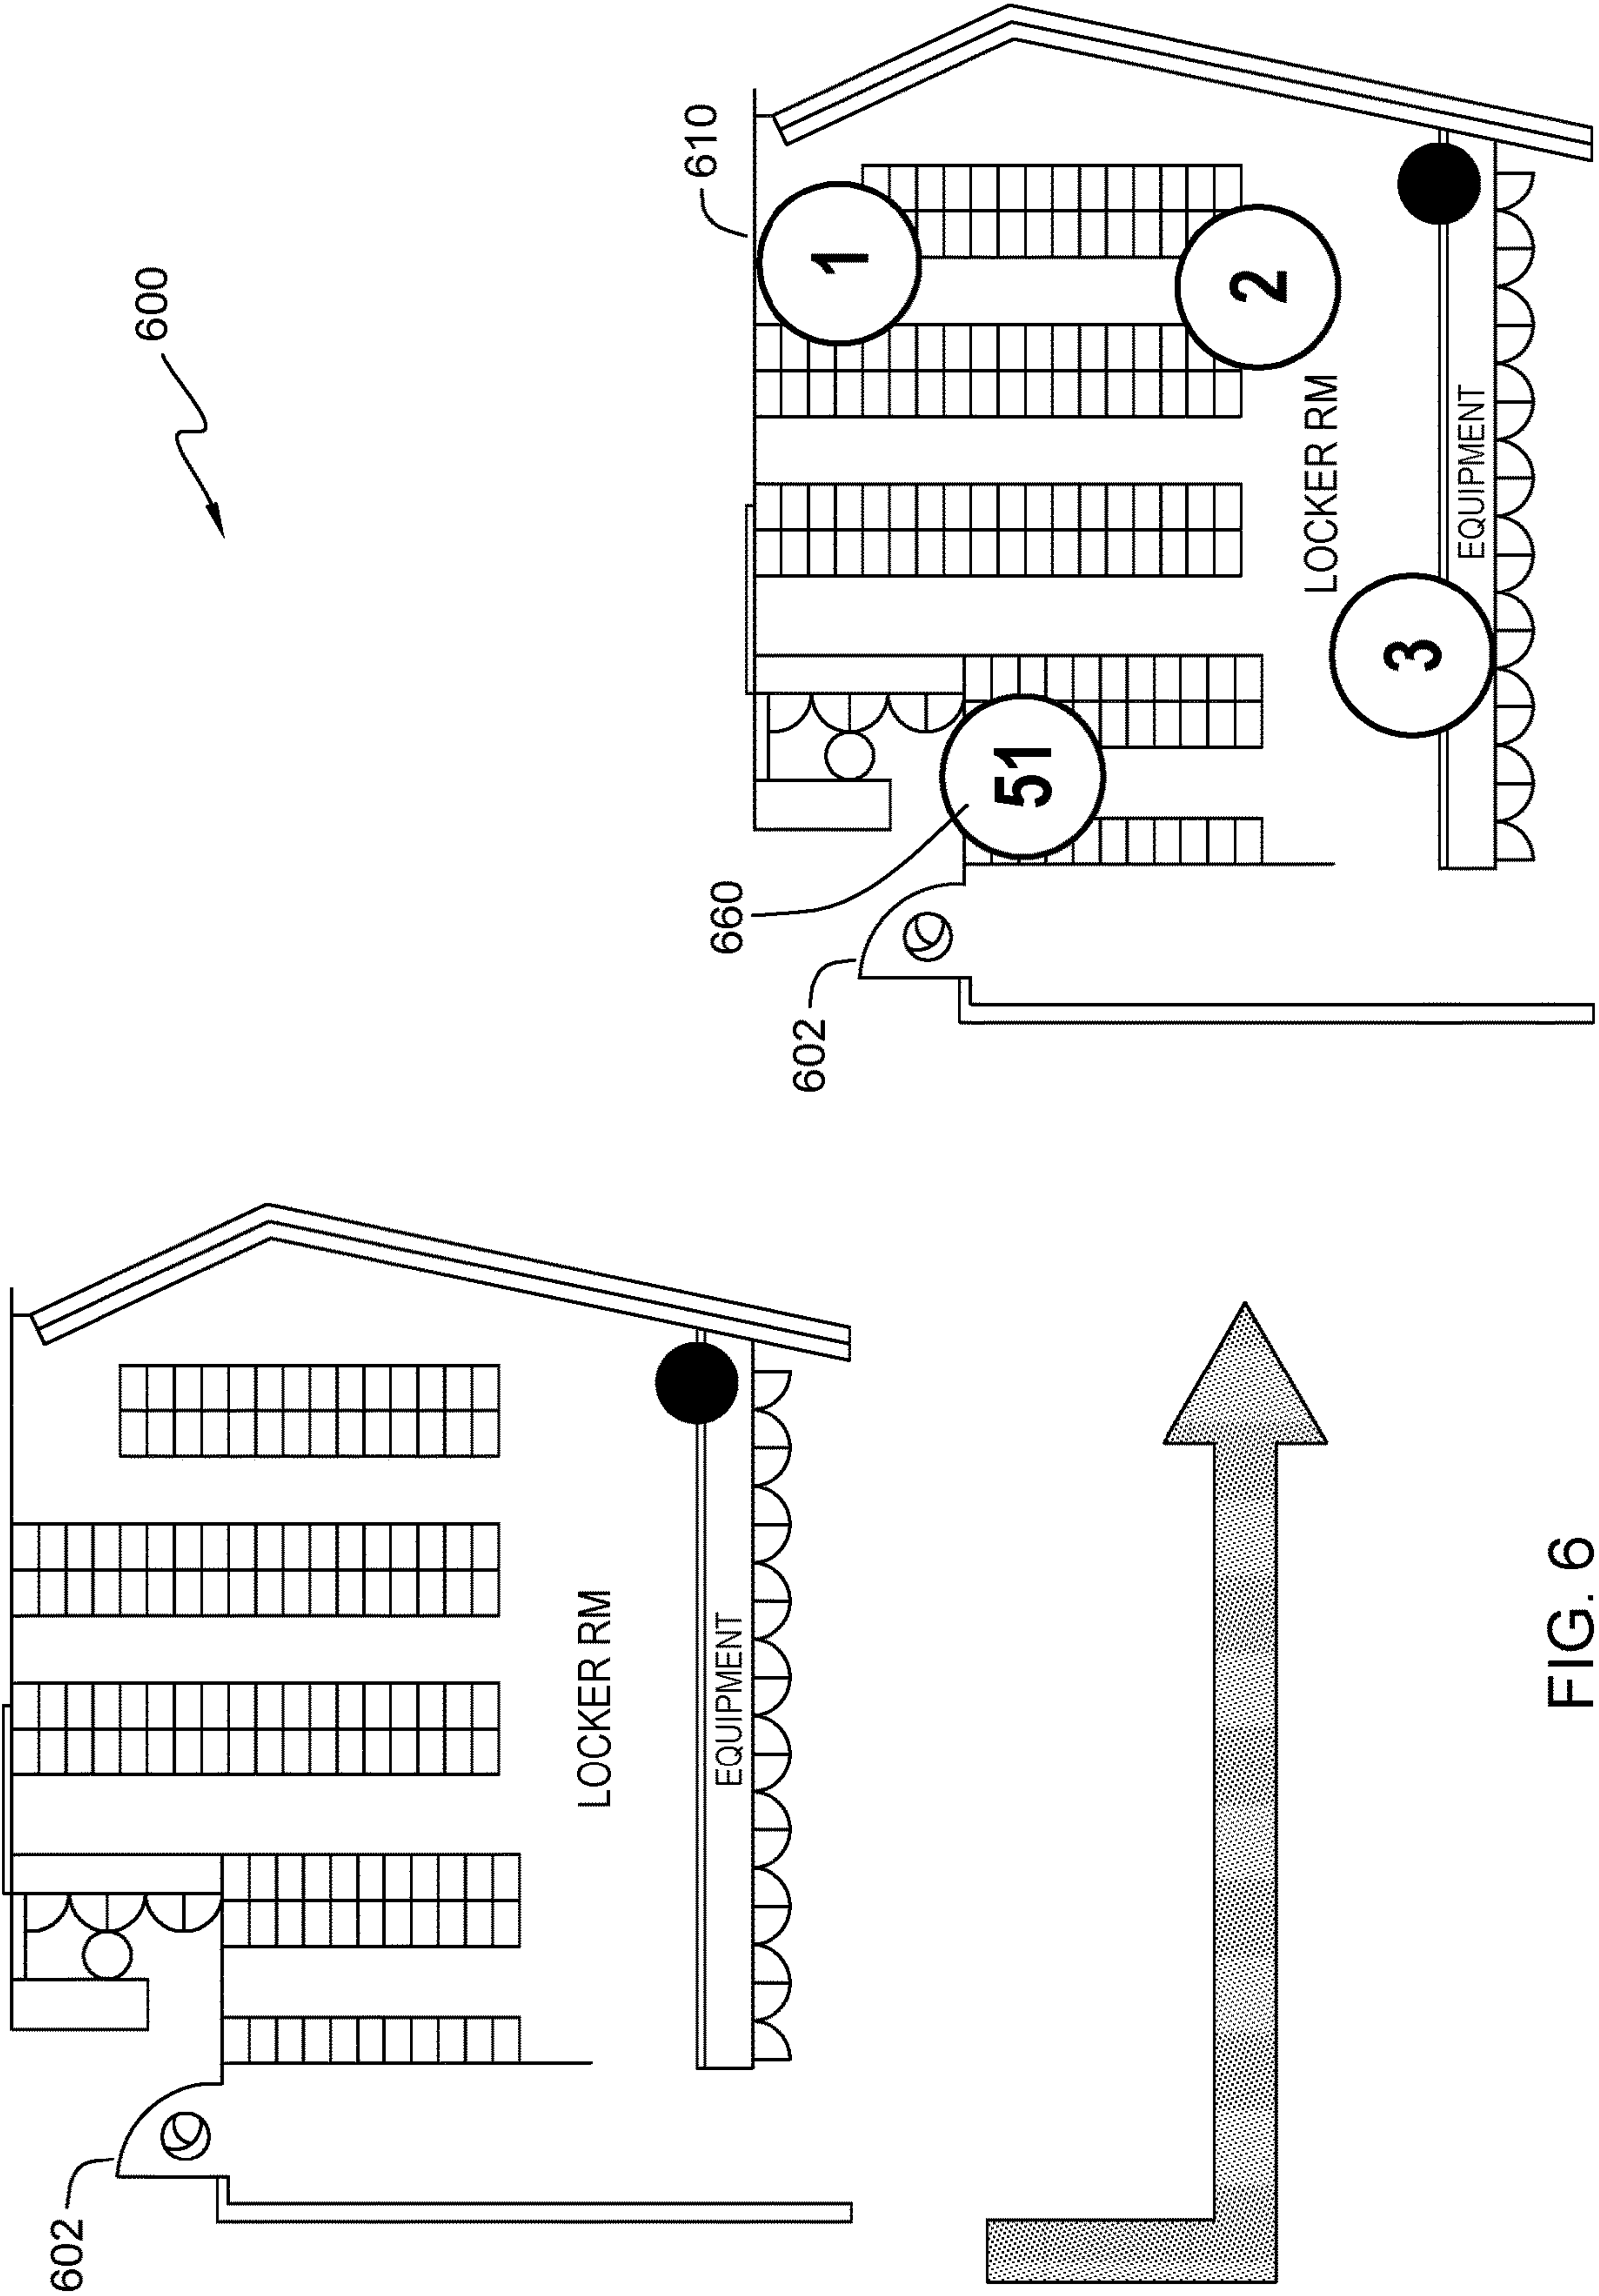 600
602
LOCKER RM
EQUIPMENT
602
660
610
51
1
2
3
LOCKER RM
EQUIPMENT
FIG. 6